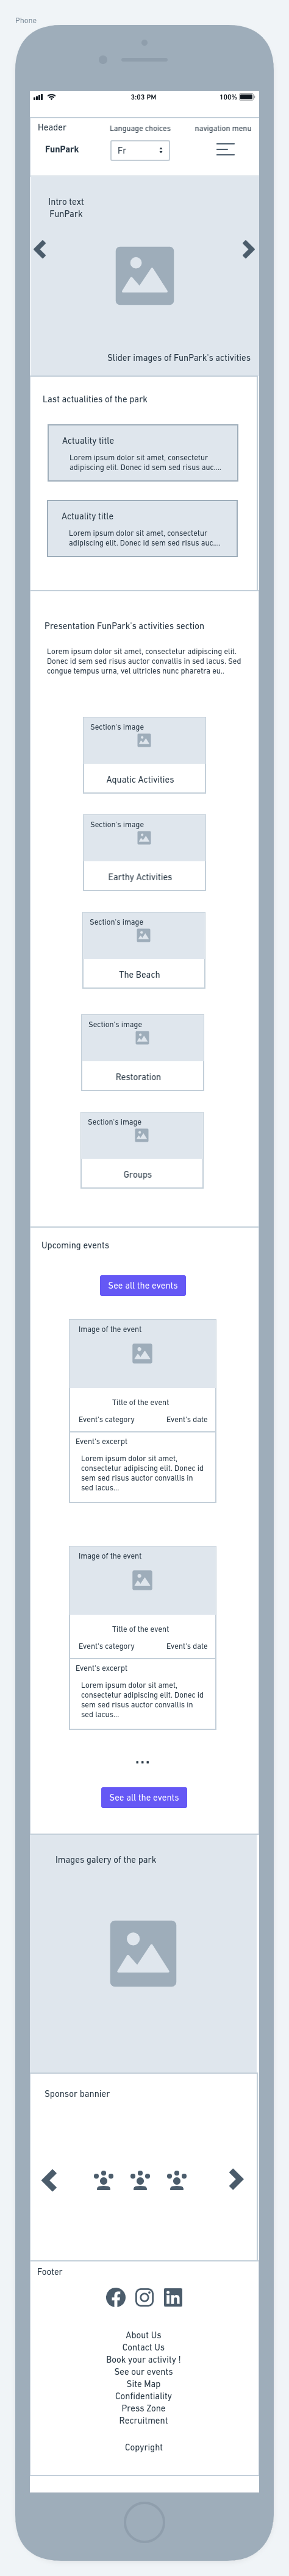 Phone
3:03 PM
100%
Header
Language choices
navigation menu
FunPark
Fr
Intro text
FunPark
Slider images of FunPark's activities
Last actualities of the park
Actuality title
Lorem ipsum dolor sit amet, consectetur
adipiscing elit. Donec id sem sed risus auc....
Actuality title
Lorem ipsum dolor sit amet, consectetur
adipiscing elit. Donec id sem sed risus auc....
Presentation FunPark's activities section
Lorem ipsum dolor sit amet, consectetur adipiscing elit.
Donec id sem sed risus auctor convallis in sed lacus. Sed
congue tempus urna, vel ultricies nunc pharetra eu..
Section's image
Aquatic Activities
Section's image
Earthy Activities
Section's image
The Beach
Section's image
Restoration
Section's image
Groups
Upcoming events
See all the events
Image of the event
Title of the event
Event's category
Event's date
Event's excerpt
Lorem ipsum dolor sit amet,
consectetur adipiscing elit. Donec id
sem sed risus auctor convallis in
sed lacus...
Image of the event
Title of the event
Event's category
Event's date
Event's excerpt
Lorem ipsum dolor sit amet,
consectetur adipiscing elit. Donec id
sem sed risus auctor convallis in
sed lacus...
...
See all the events
Images galery of the park
Sponsor bannier
Footer
About Us
Contact Us
Book your activity !
See our events
Site Map
Confidentiality
Press Zone
Recruitment
Copyright